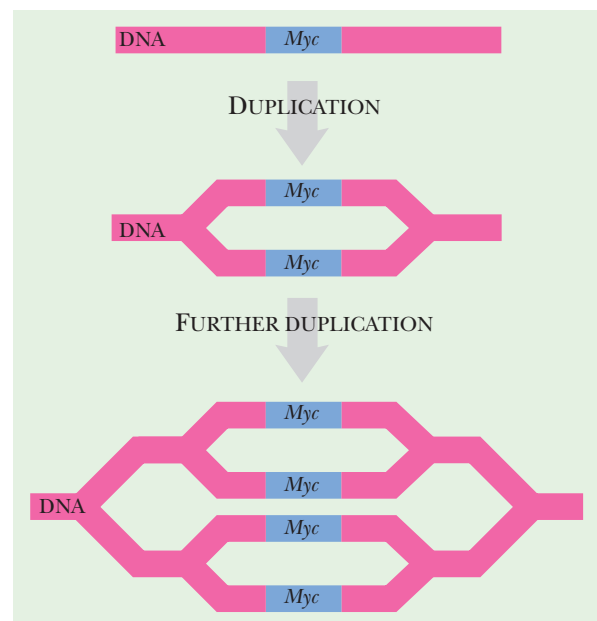 DNA Myc
DUPLICATION
Myc
DNA
Myc
FURTHER DUPLICATION
Myc
Myc
DNA
Myc
Myc